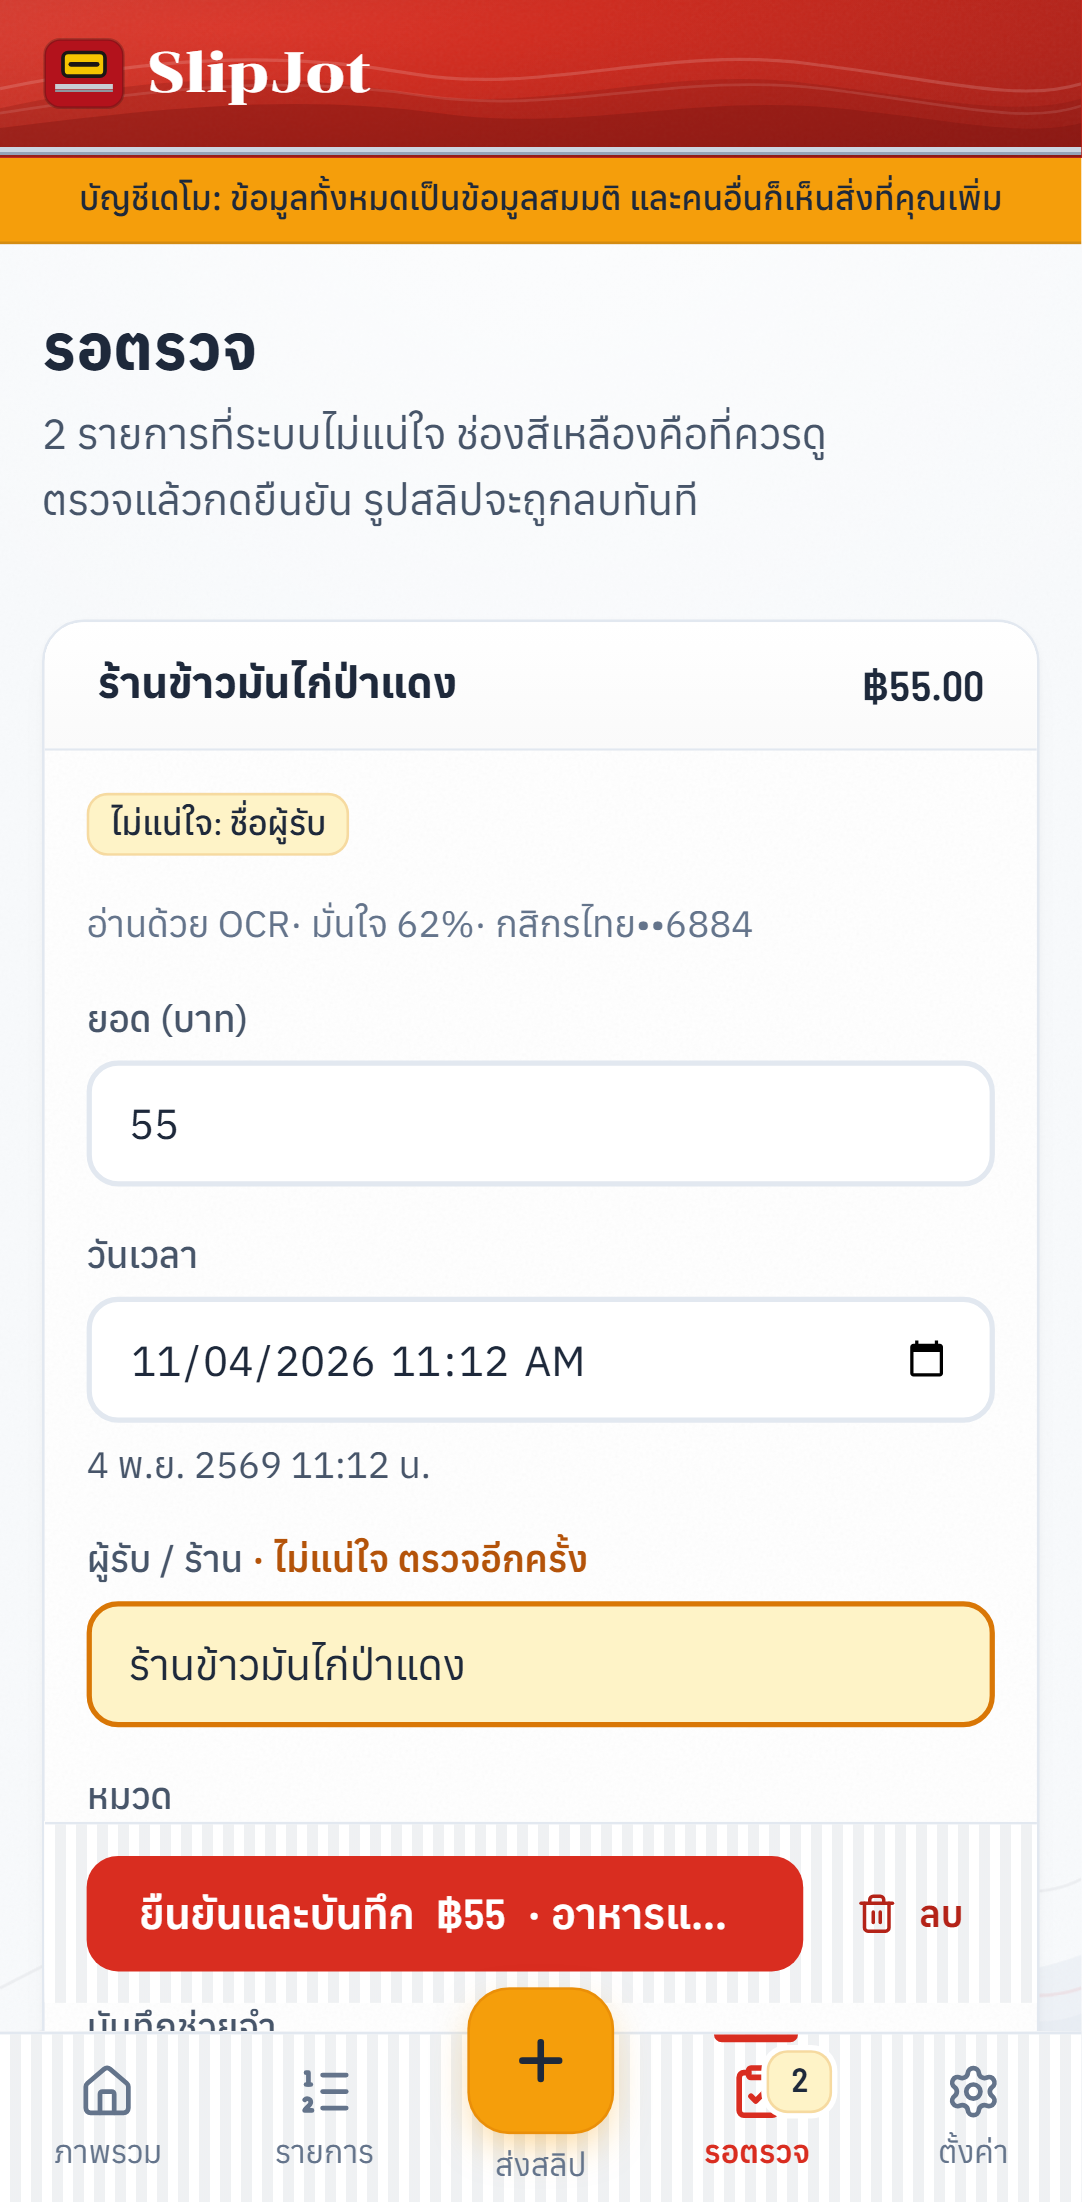 SlipJot
บัญชีเดโม: ข้อมูลทั้งหมดเป็นข้อมูลสมมติ และคนอื่นก็เห็นสิ่งที่คุณเพิ่ม
รอตรวจ
2 รายการที่ระบบไม่แน่ใจ ช่องสีเหลืองคือที่ควรดู
ตรวจแล้วกดยืนยัน รูปสลิปจะถูกลบทันที
ร้านข้าวมันไก่ป่าแดง ฿55.00
ไม่แน่ใจ: ชื่อผู้รับ
อ่านด้วย OCR· มั่นใจ 62%· กสิกรไทย••6884
ยอด (บาท)
55
วันเวลา
11/04/2026 11:12 AM
4 พ.ย. 2569 11:12 น.
ผู้รับ / ร้าน · ไม่แน่ใจ ตรวจอีกครั้ง
ร้านข้าวมันไก่ป่าแดง
หมวด
ยืนยันและบันทึก ฿55 · อาหารแ... ลบ
บันทึกช่วยจำ
2
ภาพรวม รายการ ส่งสลิป รอตรวจ ตั้งค่า